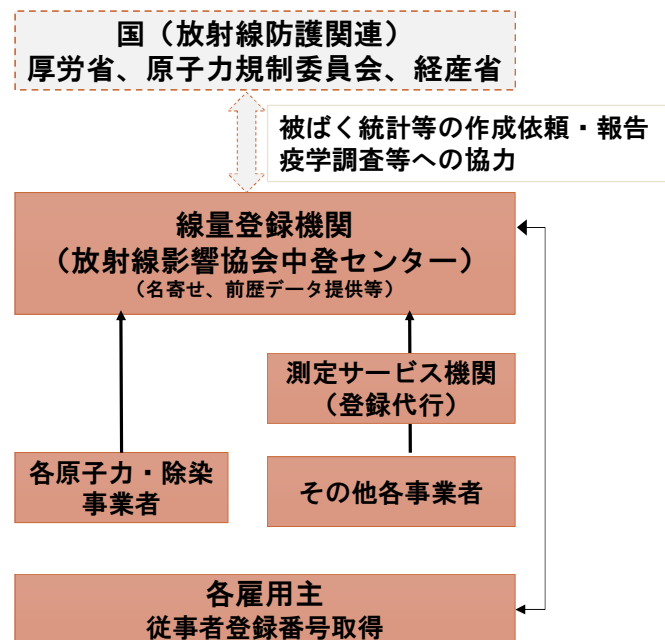 国（放射線防護関連）
厚労省、原子力規制委員会、経産省
被ばく統計等の作成依頼・報告
疫学調査等への協力
線量登録機関
（放射線影響協会中登センター）
（名寄せ、前歴データ提供等）
測定サービス機関
（登録代行）
各原子力・除染
事業者
その他各事業者
各雇用主
従事者登録番号取得